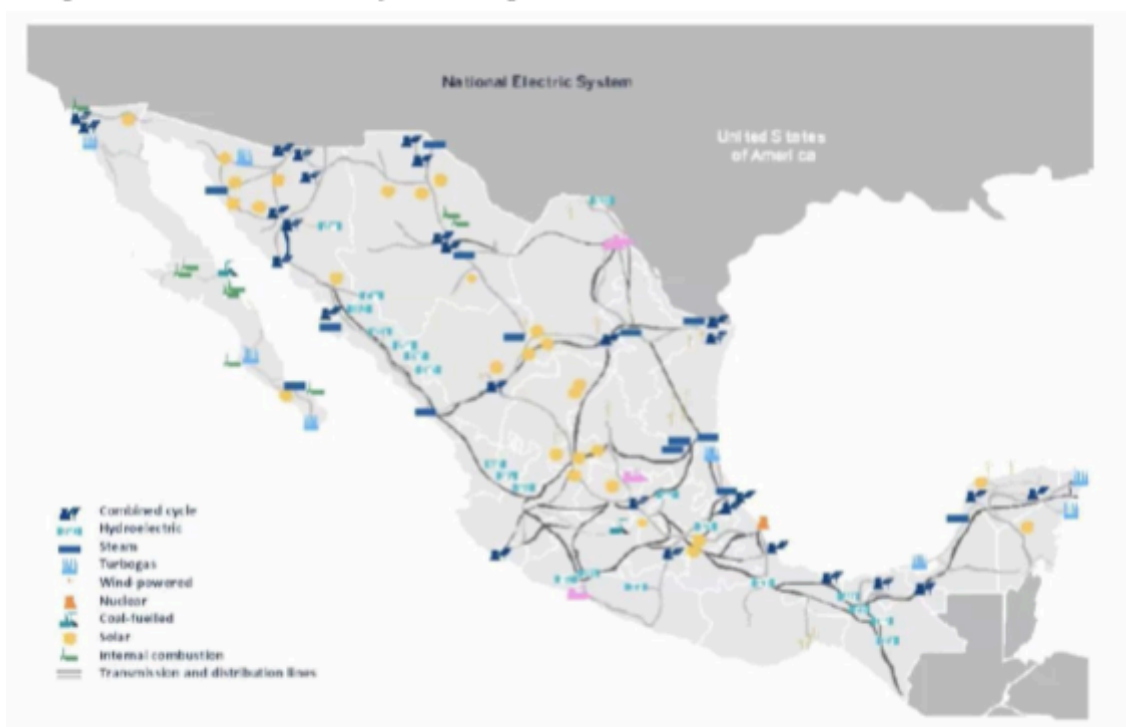 National Electric System
United States
of America
Combined cycle
Hydroelectric
Steam
Turbogas
Wind-powered
Nuclear
Coal-fuelled
Solar
Internal combustion
Transmission and distribution lines